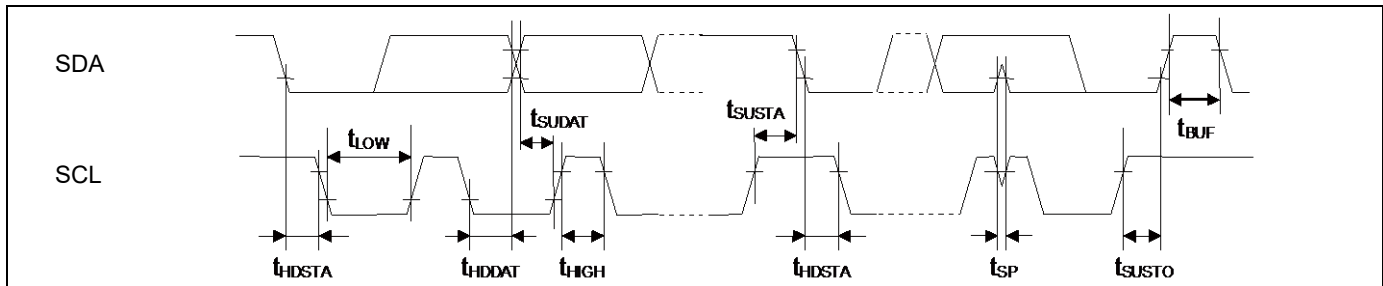 SDA
tSUSTA
tSUDAT
tBUF
tLOW
SCL
tHDSTA
tHDDAT
tHIGH
tHDSTA
tSP
tSUSTO